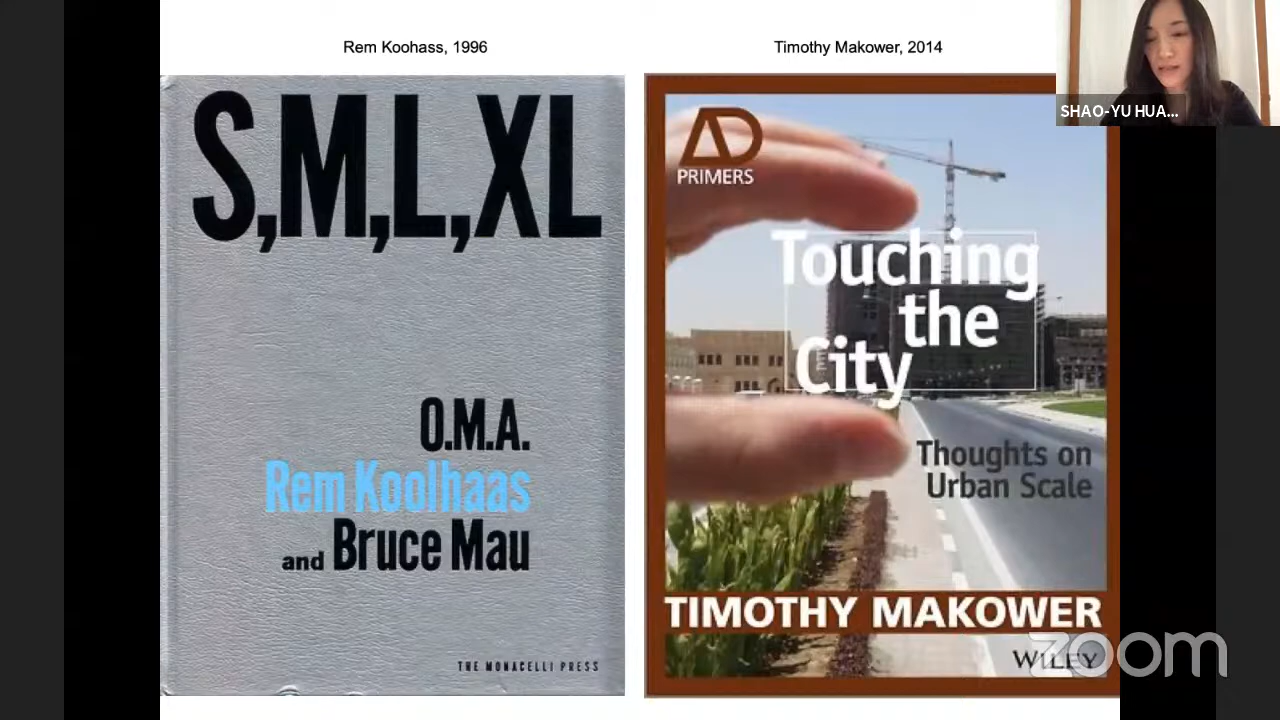 Rem Koohass, 1996
S,M,L,XL
O.M.A.
Rem Koolhaas
and Bruce Mau
THE MONACELLI PRESS
Timothy Makower, 2014
AD
PRIMERS
Touching
the
City
Thoughts on
Urban Scale
TIMOTHY MAKOWER
WILEY
SHAO-YU HUA...
zoom